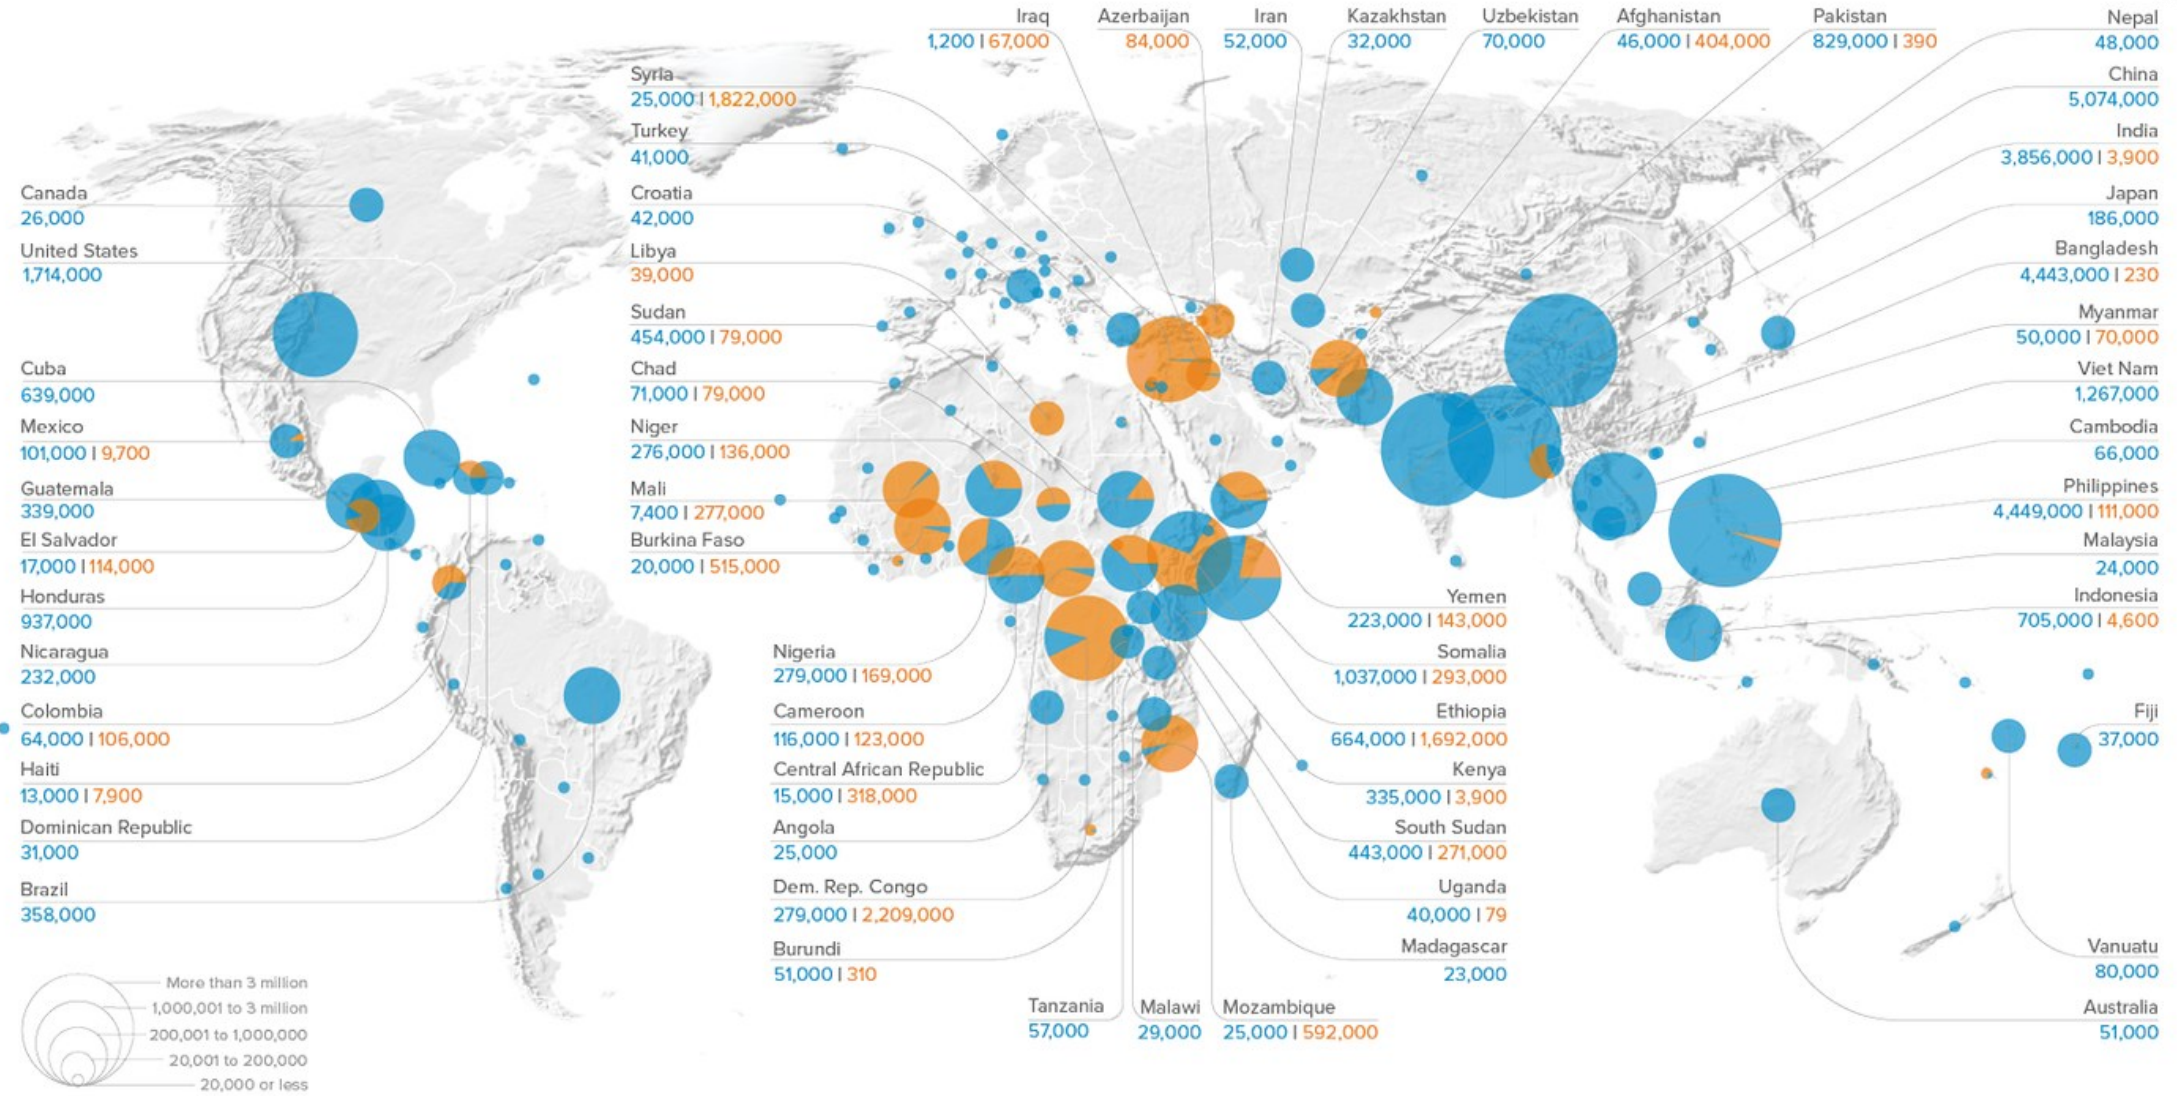 Iraq
1,200 | 67,000
Azerbaijan
84,000
Iran
52,000
Kazakhstan
32,000
Uzbekistan
70,000
Afghanistan
46,000 | 404,000
Pakistan
829,000 | 390
Nepal
48,000
China
5,074,000
India
3,856,000 | 3,900
Japan
186,000
Bangladesh
4,443,000 | 230
Myanmar
50,000 | 70,000
Viet Nam
1,267,000
Cambodia
66,000
Philippines
4,449,000 | 111,000
Malaysia
24,000
Indonesia
705,000 | 4,600
Fiji
37,000
Vanuatu
80,000
Australia
51,000
Syria
25,000 | 1,822,000
Turkey
41,000
Croatia
42,000
Libya
39,000
Sudan
454,000 | 79,000
Chad
71,000 | 79,000
Niger
276,000 | 136,000
Mali
7,400 | 277,000
Burkina Faso
20,000 | 515,000
Canada
26,000
United States
1,714,000
Cuba
639,000
Mexico
101,000 | 9,700
Guatemala
339,000
El Salvador
17,000 | 114,000
Honduras
937,000
Nicaragua
232,000
Colombia
64,000 | 106,000
Haiti
13,000 | 7,900
Dominican Republic
31,000
Brazil
358,000
Nigeria
279,000 | 169,000
Cameroon
116,000 | 123,000
Central African Republic
15,000 | 318,000
Angola
25,000
Dem. Rep. Congo
279,000 | 2,209,000
Burundi
51,000 | 310
Tanzania
57,000
Malawi
29,000
Mozambique
25,000 | 592,000
Yemen
223,000 | 143,000
Somalia
1,037,000 | 293,000
Ethiopia
664,000 | 1,692,000
Kenya
335,000 | 3,900
South Sudan
443,000 | 271,000
Uganda
40,000 | 79
Madagascar
23,000
More than 3 million
1,000,001 to 3 million
200,001 to 1,000,000
20,001 to 200,000
20,000 or less